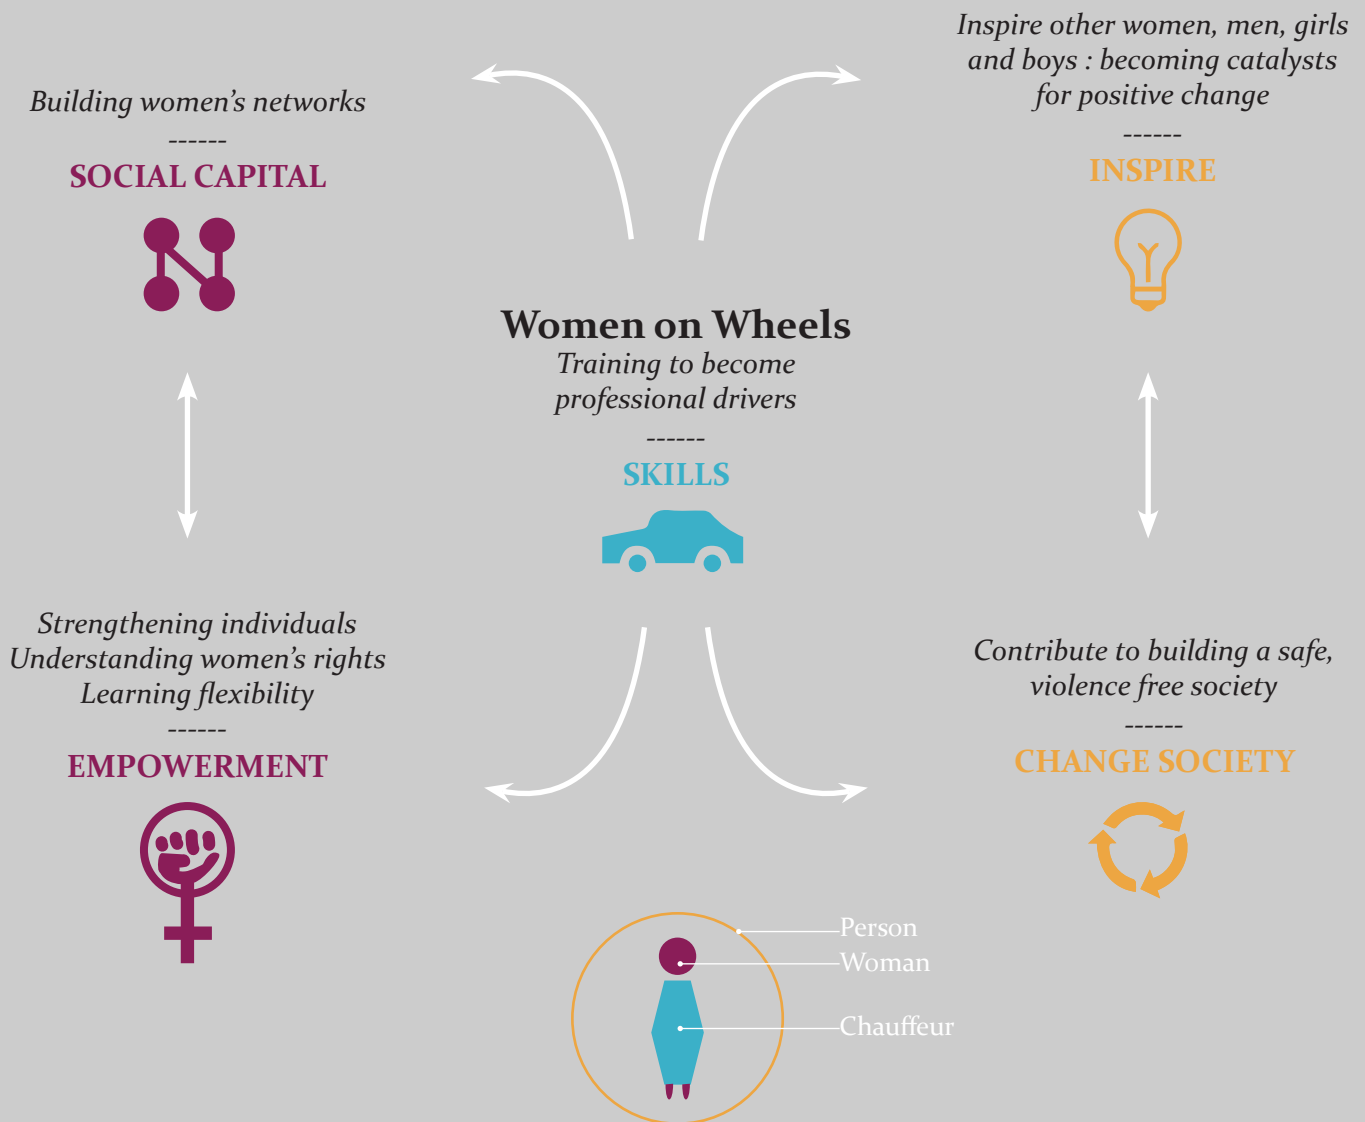 Building women’s networks
------
SOCIAL CAPITAL
Inspire other women, men, girls
and boys : becoming catalysts
for positive change
------
INSPIRE
Women on Wheels
Training to become
professional drivers
------
SKILLS
Strengthening individuals
Understanding women’s rights
Learning flexibility
------
EMPOWERMENT
Contribute to building a safe,
violence free society
------
CHANGE SOCIETY
Person
Woman
Chauffeur